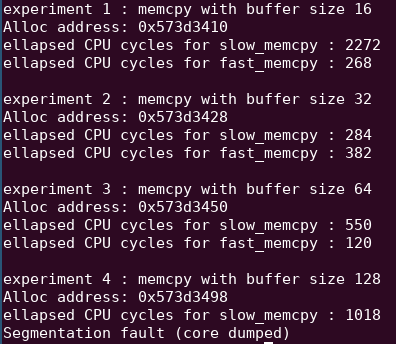 experiment 1 : memcpy with buffer size 16
Alloc address: 0x573d3410
ellapsed CPU cycles for slow_memcpy : 2272
ellapsed CPU cycles for fast_memcpy : 268
experiment 2 : memcpy with buffer size 32
Alloc address: 0x573d3428
ellapsed CPU cycles for slow_memcpy : 284
ellapsed CPU cycles for fast_memcpy : 382
experiment 3 : memcpy with buffer size 64
Alloc address: 0x573d3450
ellapsed CPU cycles for slow_memcpy : 550
ellapsed CPU cycles for fast_memcpy : 120
experiment 4 : memcpy with buffer size 128
Alloc address: 0x573d3498
ellapsed CPU cycles for slow_memcpy : 1018
Segmentation fault (core dumped)